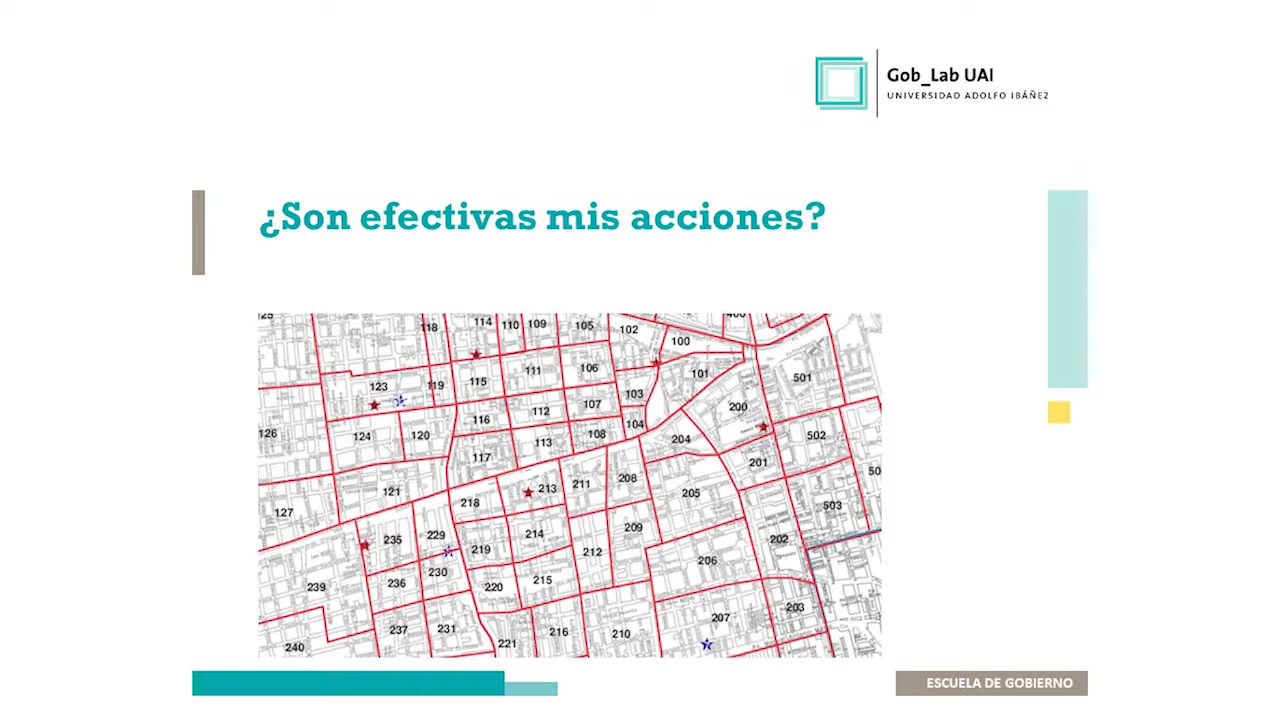 Gob_Lab UAI
UNIVERSIDAD ADOLFO IBÁÑEZ
¿Son efectivas mis acciones?
118 114 110 109 105 102 100
123 119 115 111 106 103 101 501
126 124 120 116 112 107 104 200 502
117 113 108 204 201
127 121 218 213 211 208 205 503
235 229 219 214 212 209 206 202
239 236 230 220 215 207 203
240 237 231 221 216 210
ESCUELA DE GOBIERNO